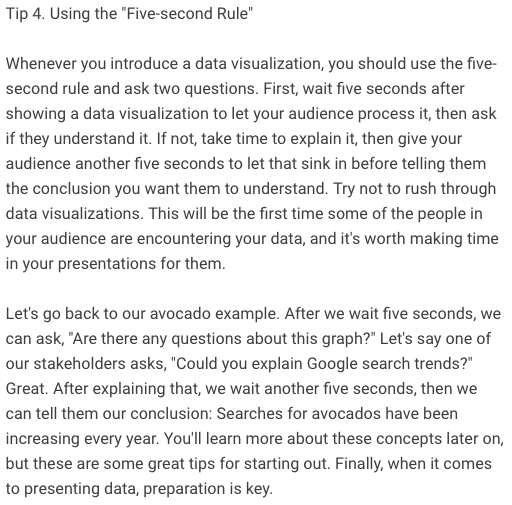 Tip 4. Using the "Five-second Rule"
Whenever you introduce a data visualization, you should use the five-
second rule and ask two questions. First, wait five seconds after
showing a data visualization to let your audience process it, then ask
if they understand it. If not, take time to explain it, then give your
audience another five seconds to let that sink in before telling them
the conclusion you want them to understand. Try not to rush through
data visualizations. This will be the first time some of the people in
your audience are encountering your data, and it's worth making time
in your presentations for them.
Let's go back to our avocado example. After we wait five seconds, we
can ask, "Are there any questions about this graph?" Let's say one of
our stakeholders asks, "Could you explain Google search trends?"
Great. After explaining that, we wait another five seconds, then we
can tell them our conclusion: Searches for avocados have been
increasing every year. You'll learn more about these concepts later on,
but these are some great tips for starting out. Finally, when it comes
to presenting data, preparation is key.